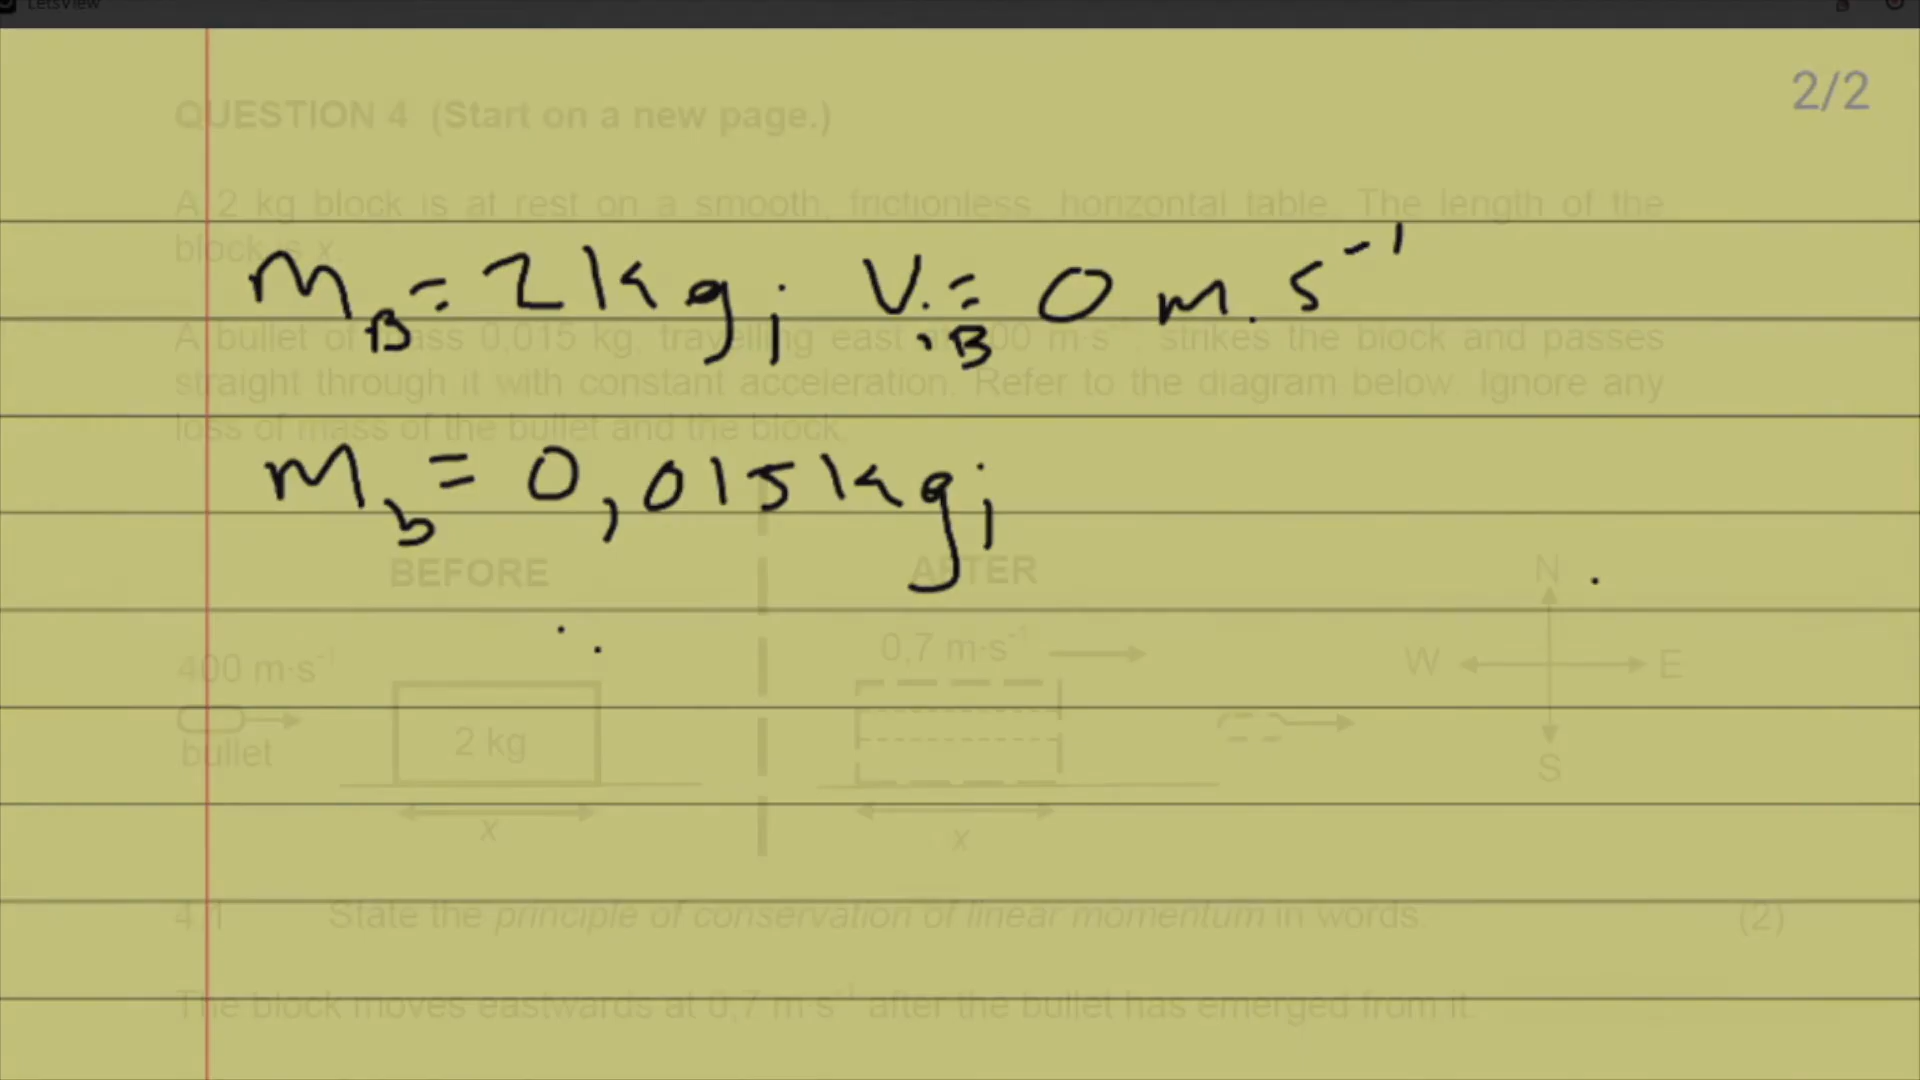 LetsView
2/2
QUESTION 4 (Start on a new page.)
A 2 kg block is at rest on a smooth, frictionless, horizontal table. The length of the
block is x.
m_B = 2kg; v_iB = 0 m.s⁻¹
A bullet of mass 0,015 kg, travelling east at 400 m·s⁻¹, strikes the block and passes
straight through it with constant acceleration. Refer to the diagram below. Ignore any
loss of mass of the bullet and the block.
m_b = 0,015kg;
BEFORE
AFTER
N
400 m·s⁻¹
0,7 m·s⁻¹
W
E
bullet
2 kg
S
x
x
4.1 State the principle of conservation of linear momentum in words. (2)
The block moves eastwards at 0,7 m·s⁻¹ after the bullet has emerged from it.